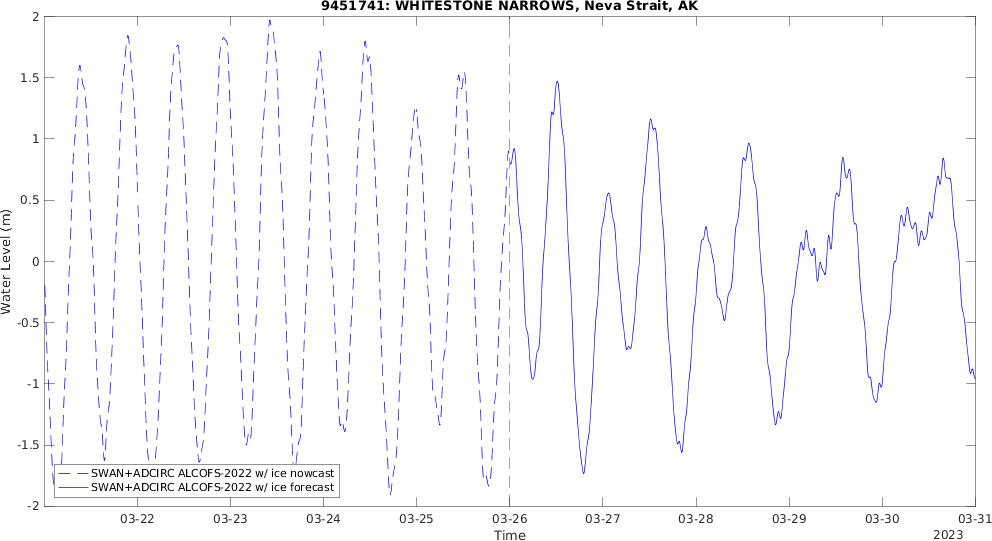 9451741: WHITESTONE NARROWS, Neva Strait, AK
Water Level (m)
2
1.5
1
0.5
0
-0.5
-1
-1.5
-2
SWAN+ADCIRC ALCOFS-2022 w/ ice nowcast
SWAN+ADCIRC ALCOFS-2022 w/ ice forecast
03-22 03-23 03-24 03-25 03-26 03-27 03-28 03-29 03-30 03-31
Time
2023